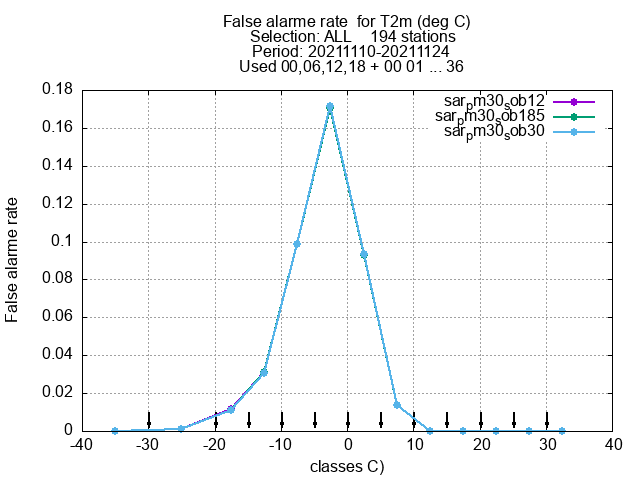 False alarme rate  for T2m (deg C)
Selection: ALL    194 stations
Period: 20211110-20211124
Used 00,06,12,18 + 00 01 ... 36
sarpm30sob12
sarpm30sob185
sarpm30sob30
0.18
0.16
0.14
0.12
0.1
0.08
0.06
0.04
0.02
0
False alarme rate
-40 -30 -20 -10 0 10 20 30 40
classes C)